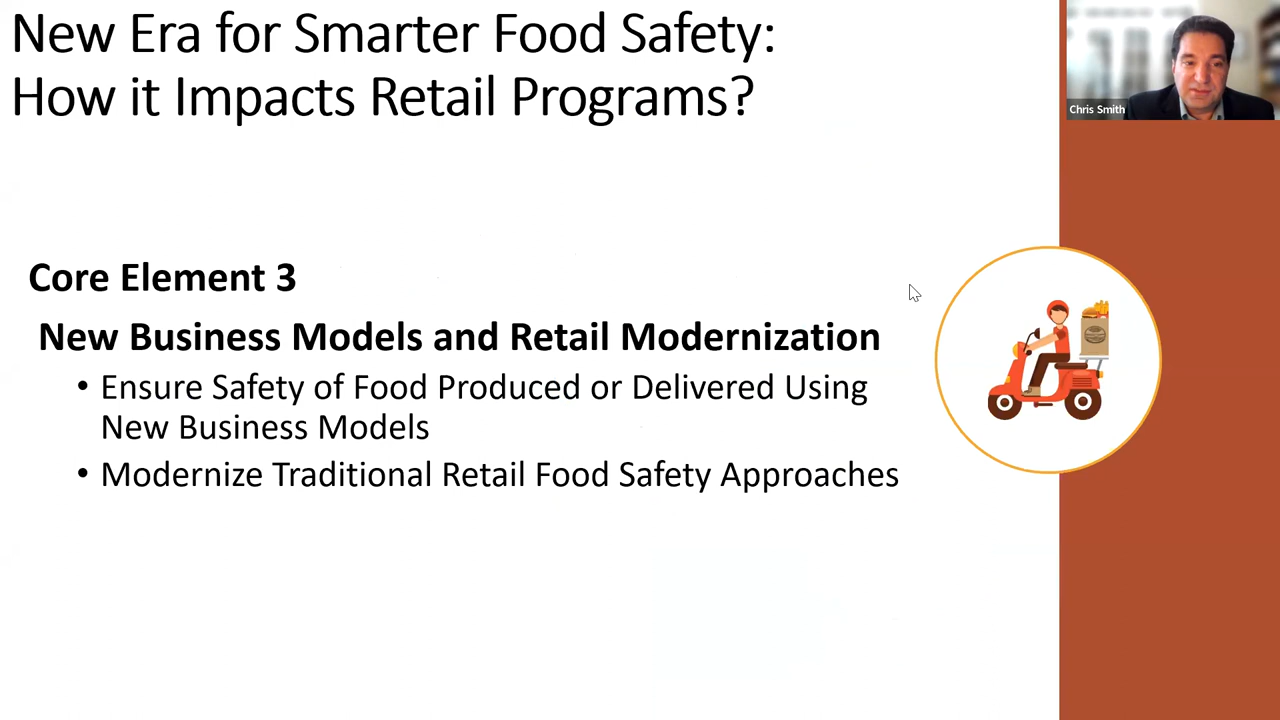 New Era for Smarter Food Safety:
How it Impacts Retail Programs?
Chris Smith
Core Element 3
New Business Models and Retail Modernization
• Ensure Safety of Food Produced or Delivered Using
New Business Models
• Modernize Traditional Retail Food Safety Approaches